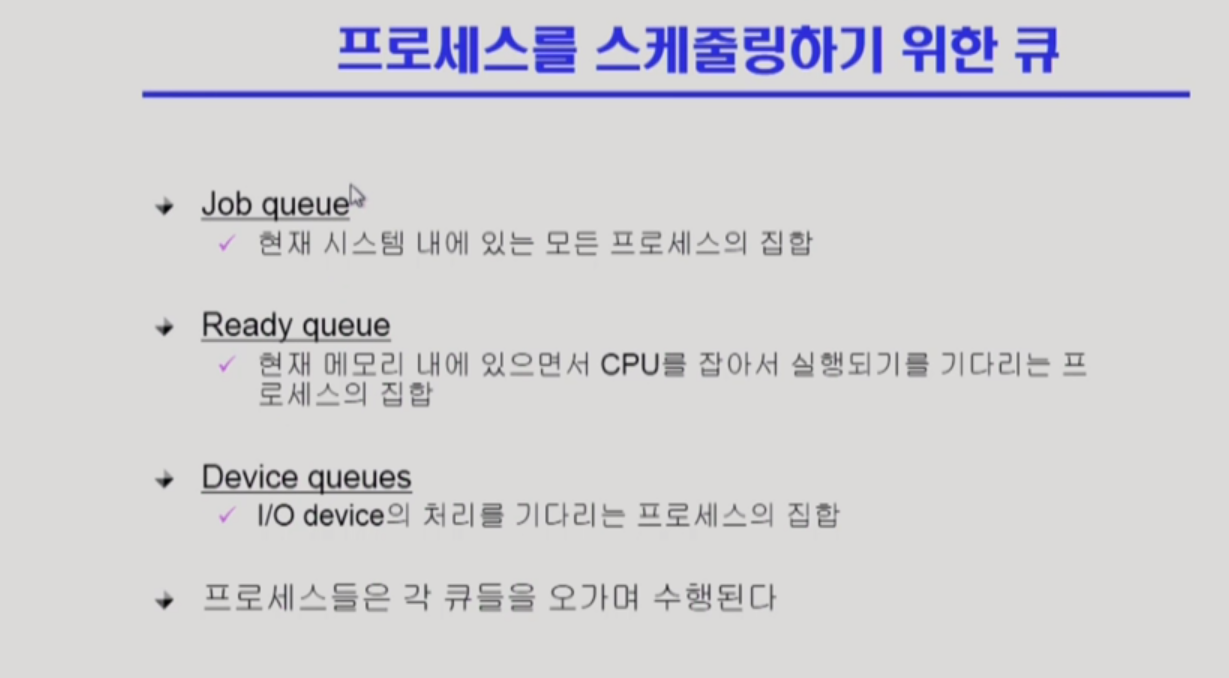 프로세스를 스케줄링하기 위한 큐
Job queue
현재 시스템 내에 있는 모든 프로세스의 집합
Ready queue
현재 메모리 내에 있으면서 CPU를 잡아서 실행되기를 기다리는 프
로세스의 집합
Device queues
I/O device의 처리를 기다리는 프로세스의 집합
프로세스들은 각 큐들을 오가며 수행된다